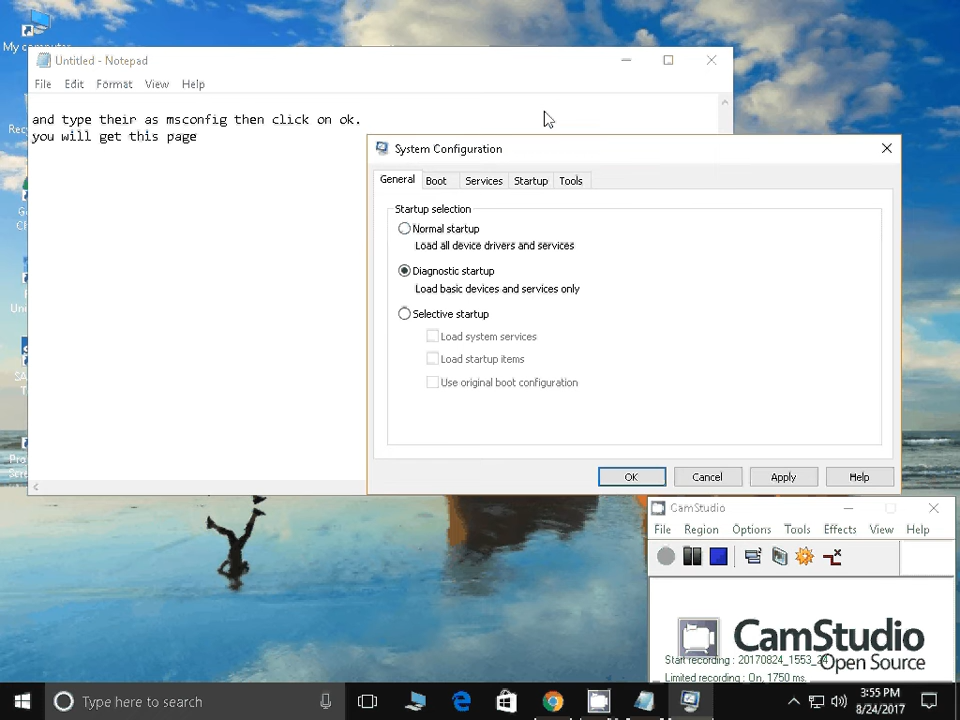 My computer
Untitled - Notepad
File Edit Format View Help
and type their as msconfig then click on ok.
you will get this page
System Configuration
General Boot Services Startup Tools
Startup selection
Normal startup
Load all device drivers and services
Diagnostic startup
Load basic devices and services only
Selective startup
Load system services
Load startup items
Use original boot configuration
OK Cancel Apply Help
CamStudio
File Region Options Tools Effects View Help
CamStudio
Open Source
Start recording : 20170824_1553_24
Limited recording : On, 1750 ms.
Type here to search
3:55 PM
8/24/2017